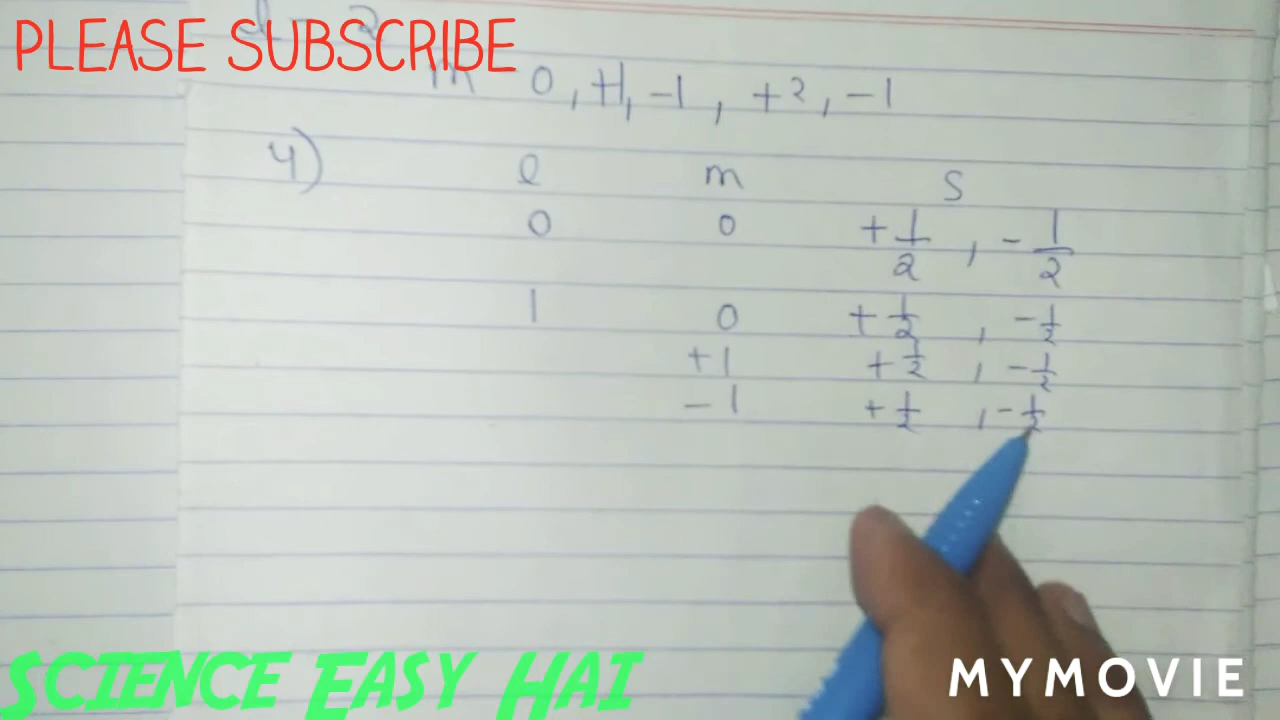 PLEASE SUBSCRIBE
m 0, +1, -1, +2, -1
4) l m S
0 0 +1/2, -1/2
1 0 +1/2, -1/2
+1 +1/2, -1/2
-1 +1/2, -1/2
SCIENCE EASY HAI
MYMOVIE